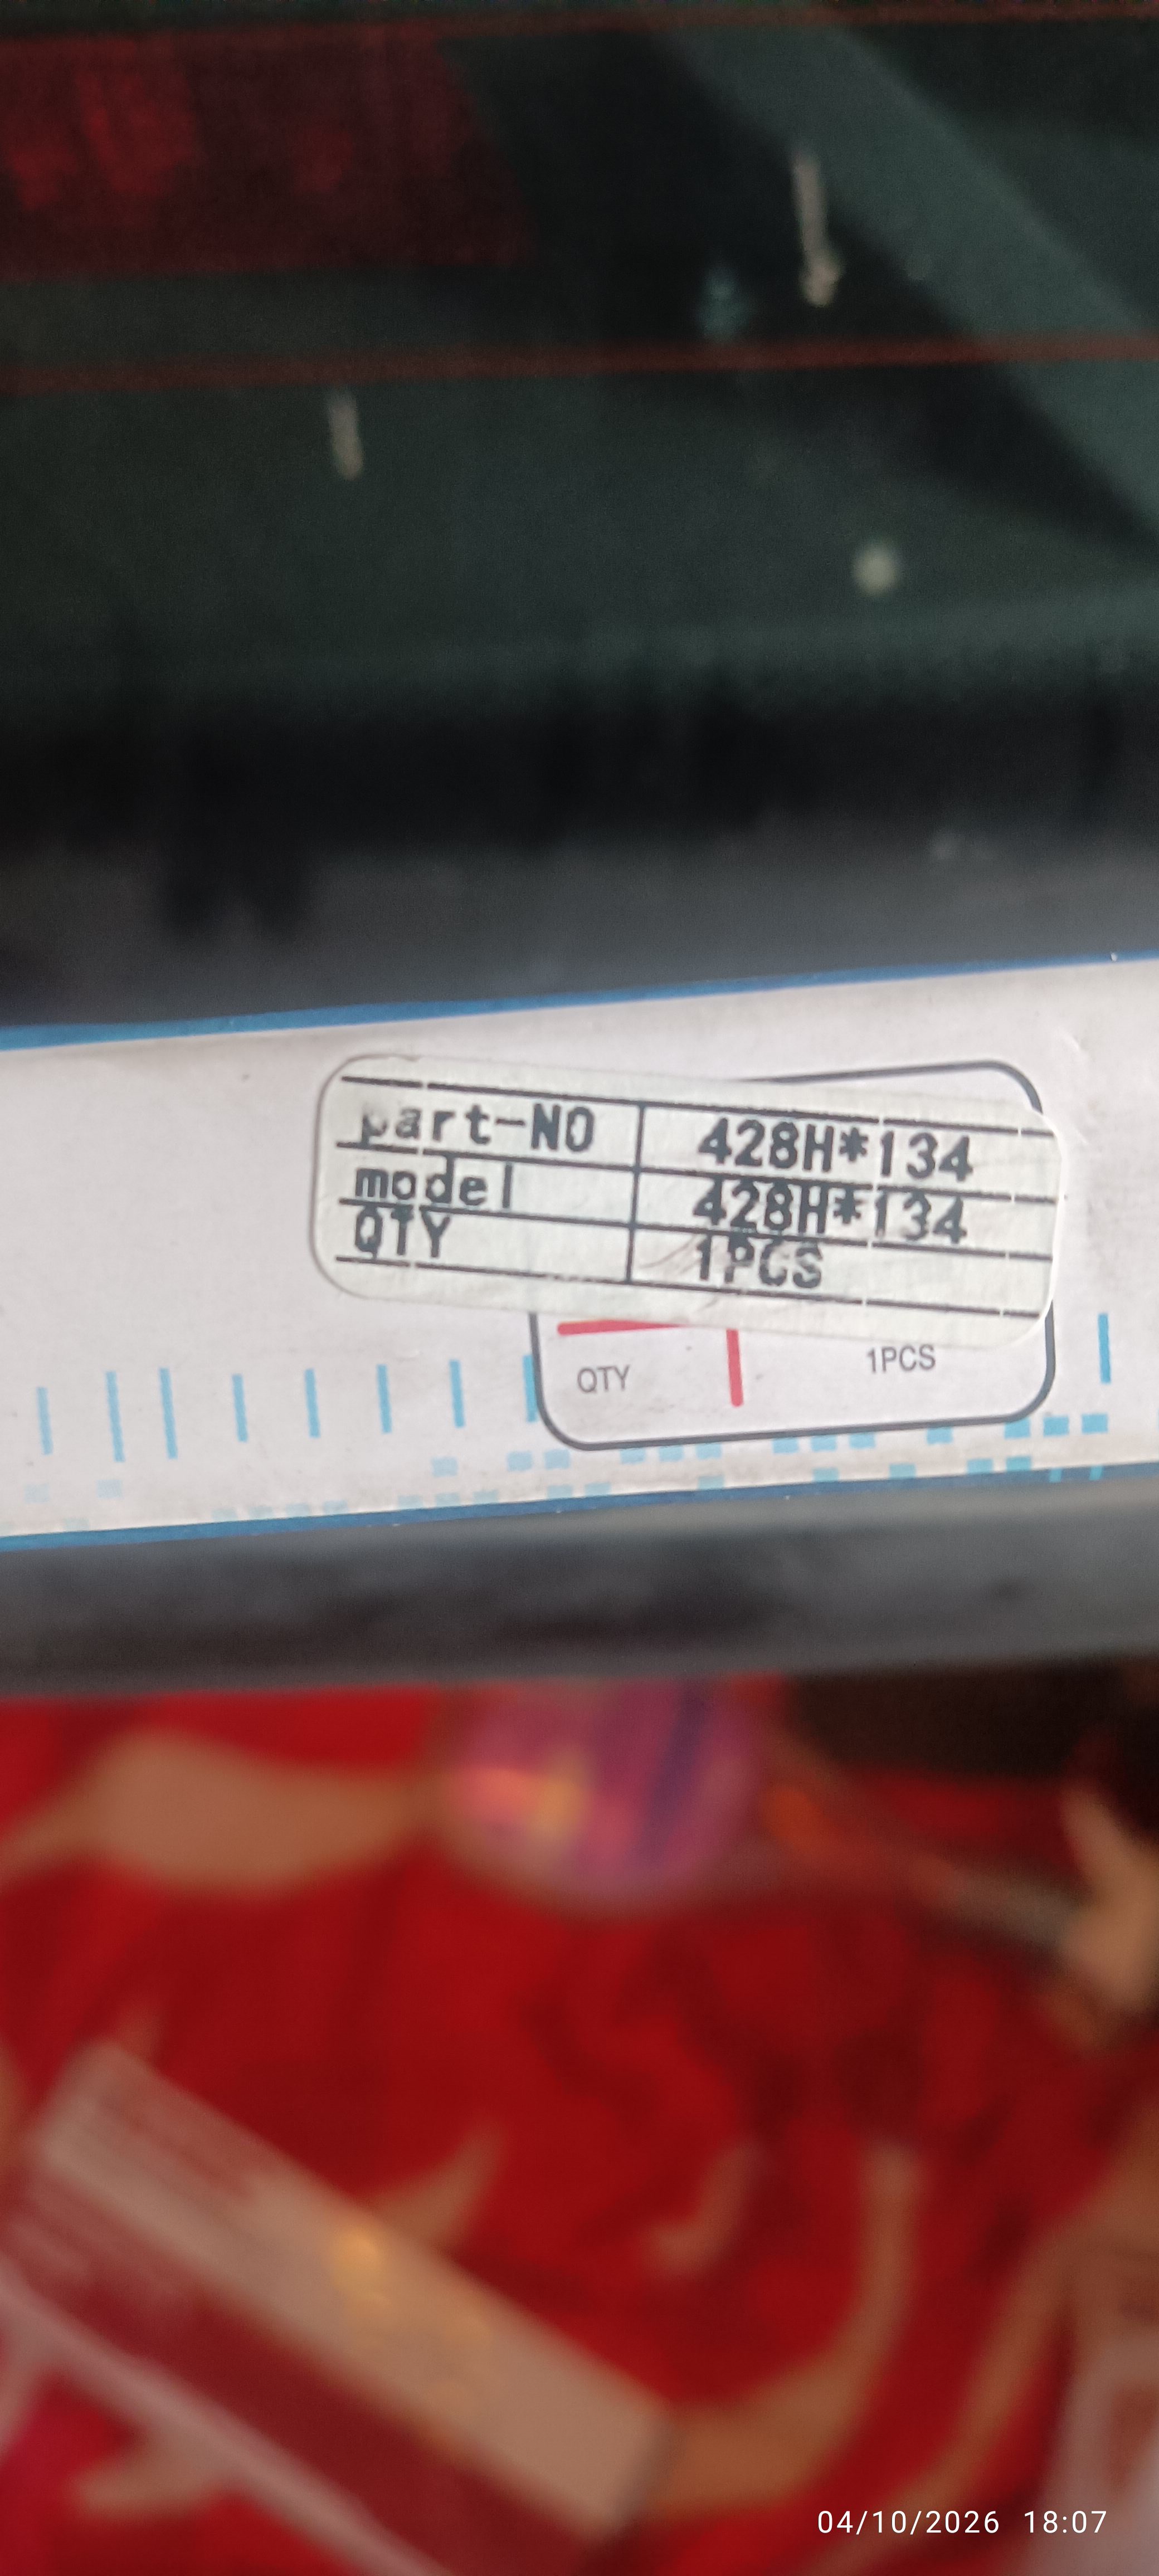 part-NO 428H*134
model 428H*134
QTY 1PCS
QTY 1PCS
04/10/2026 18:07